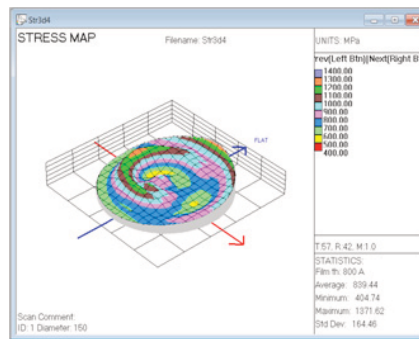 Str3d4
STRESS MAP
Filename: Str3d4
UNITS: MPa
rev(Left Btn)|Next(Right B
1400.00
1300.00
1200.00
1100.00
1000.00
900.00
800.00
700.00
600.00
500.00
400.00
FLAT
T:57, R:42, M:1.0
STATISTICS:
Film th: 800 A
Average: 839.44
Minimum: 404.74
Maximum: 1371.62
Std Dev: 164.46
Scan Comment:
ID: 1 Diameter: 150